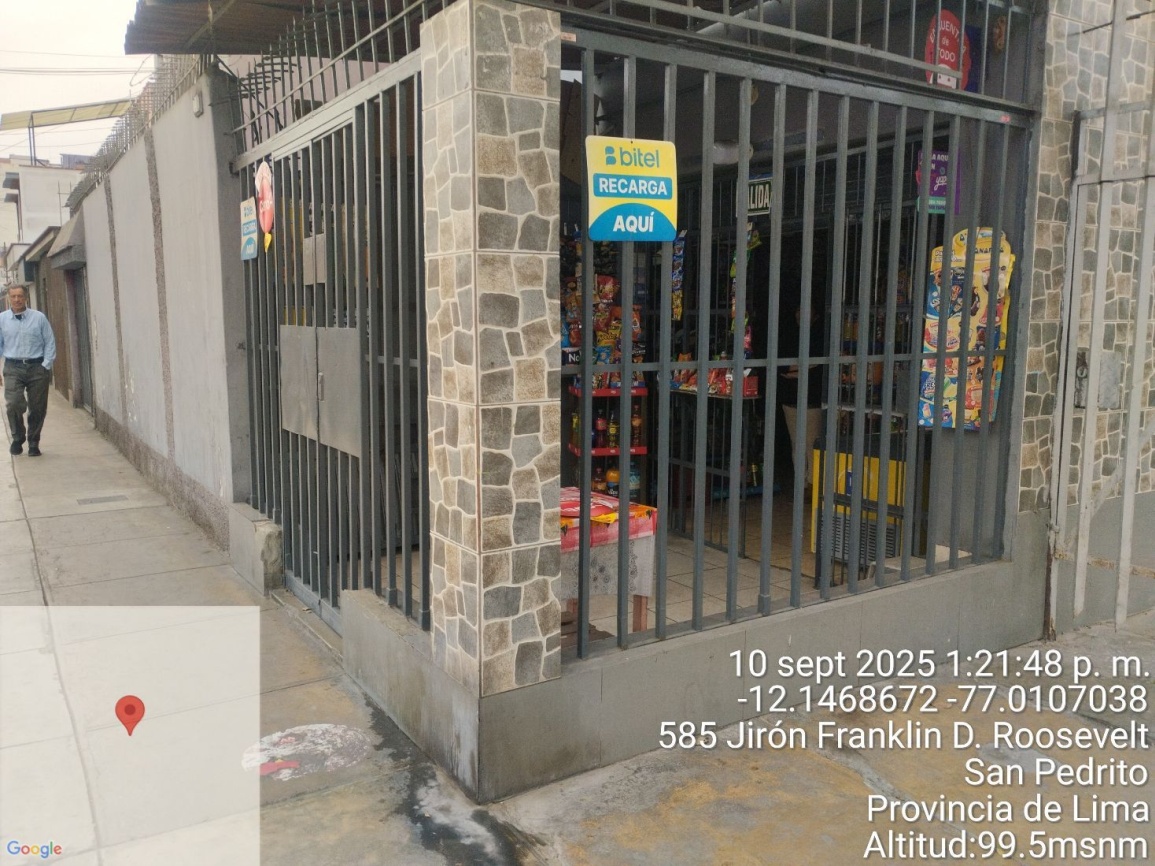 bitel
RECARGA
AQUÍ
TODO
10 sept 2025 1:21:48 p. m.
-12.1468672 -77.0107038
585 Jirón Franklin D. Roosevelt
San Pedrito
Provincia de Lima
Altitud:99.5msnm
Google